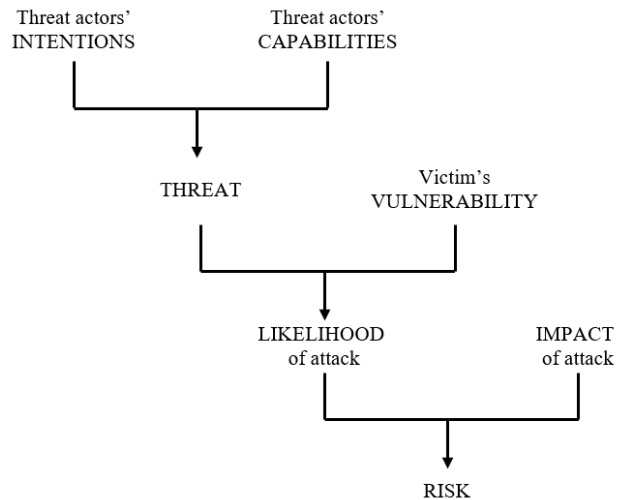 Threat actors’
INTENTIONS
Threat actors’
CAPABILITIES
THREAT
Victim’s
VULNERABILITY
LIKELIHOOD
of attack
IMPACT
of attack
RISK